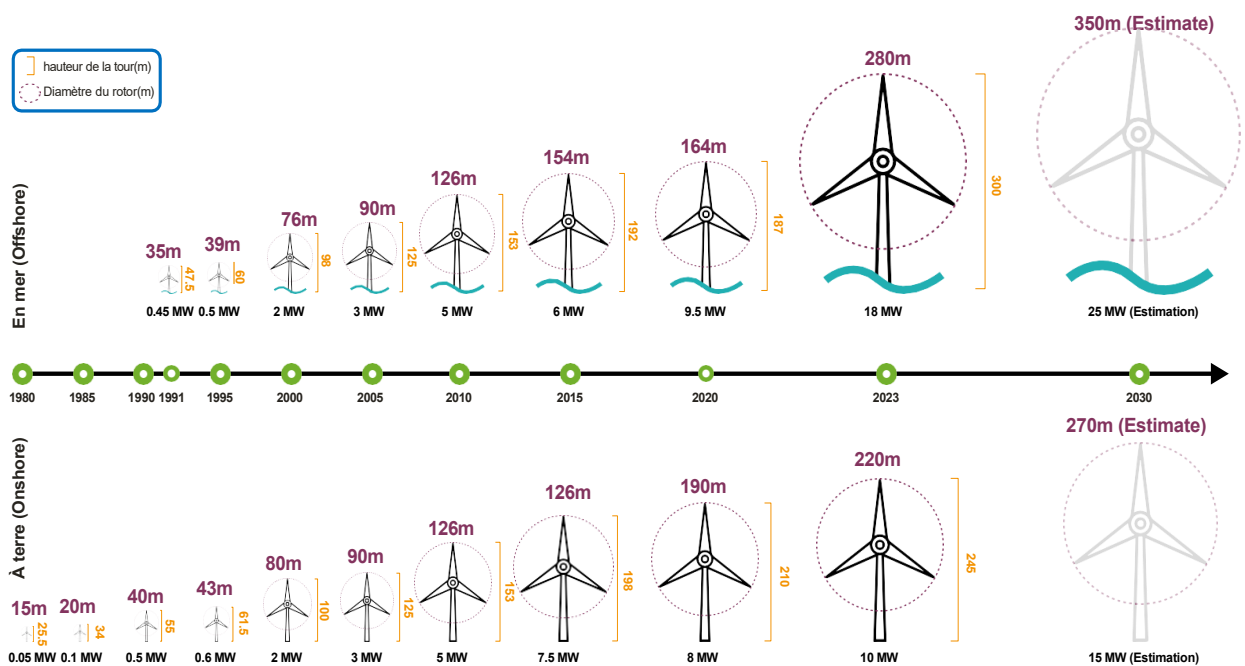 350m (Estimate)
hauteur de la tour(m)
Diamètre du rotor(m)
En mer (Offshore)
35m
39m
76m
90m
126m
154m
164m
280m
47.5
60
98
125
153
192
187
300
0.45 MW
0.5 MW
2 MW
3 MW
5 MW
6 MW
9.5 MW
18 MW
25 MW (Estimation)
1980
1985
1990
1991
1995
2000
2005
2010
2015
2020
2023
2030
À terre (Onshore)
15m
20m
40m
43m
80m
90m
126m
126m
190m
220m
270m (Estimate)
25.5
34
55
61.5
100
125
153
198
210
245
0.05 MW
0.1 MW
0.5 MW
0.6 MW
2 MW
3 MW
5 MW
7.5 MW
8 MW
10 MW
15 MW (Estimation)